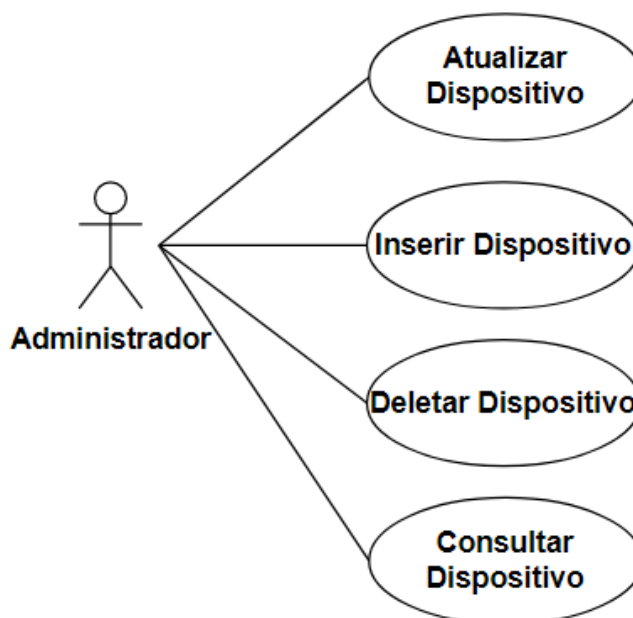 Atualizar
Dispositivo
Inserir Dispositivo
Administrador
Deletar Dispositivo
Consultar
Dispositivo